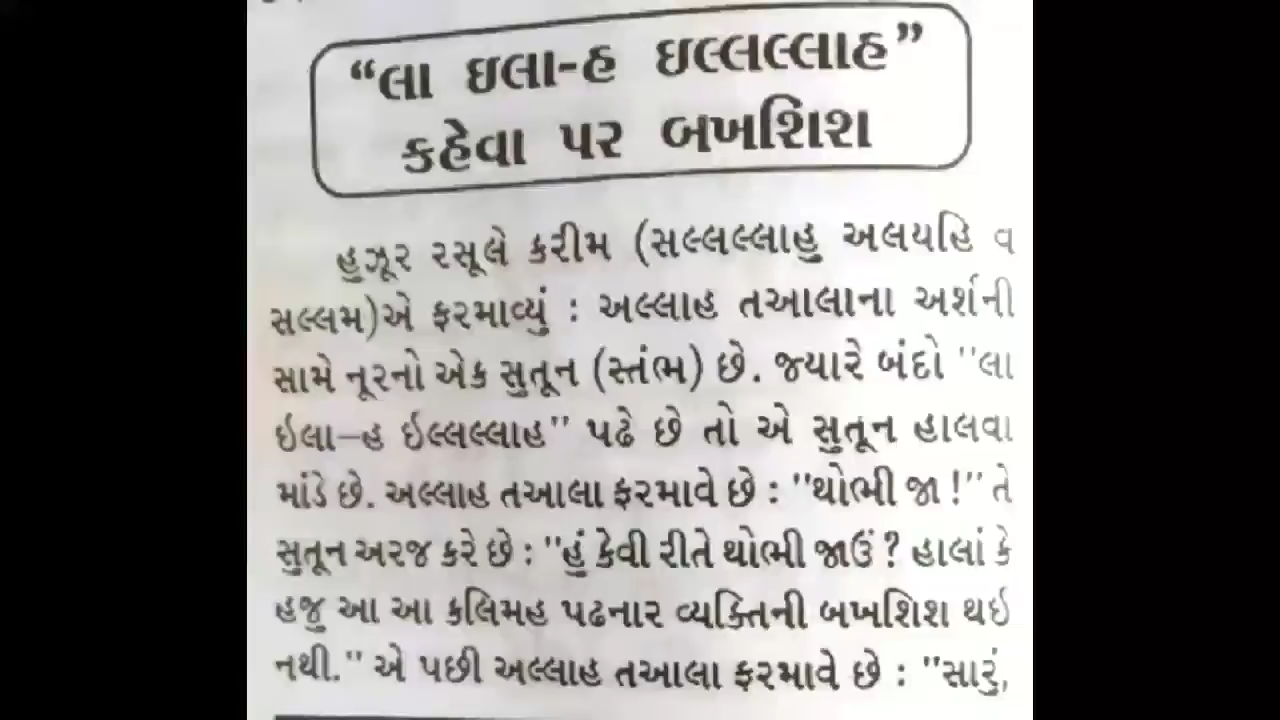 “લા ઇલા-હ ઇલ્લલ્લાહ”
કહેવા પર બખશિશ
હુઝૂર રસૂલે કરીમ (સલ્લલ્લાહુ અલયહિ વ
સલ્લમ)એ ફરમાવ્યું : અલ્લાહ તઆલાના અર્શની
સામે નૂરનો એક સુતૂન (સ્તંભ) છે. જ્યારે બંદો "લા
ઇલા–હ ઇલ્લલ્લાહ" પઢે છે તો એ સુતૂન હાલવા
માંડે છે. અલ્લાહ તઆલા ફરમાવે છે : "થોભી જા !" તે
સુતૂન અરજ કરે છે : "હું કેવી રીતે થોભી જાઉં ? હાલાં કે
હજુ આ આ કલિમહ પઢનાર વ્યક્તિની બખશિશ થઇ
નથી." એ પછી અલ્લાહ તઆલા ફરમાવે છે : "સારું,